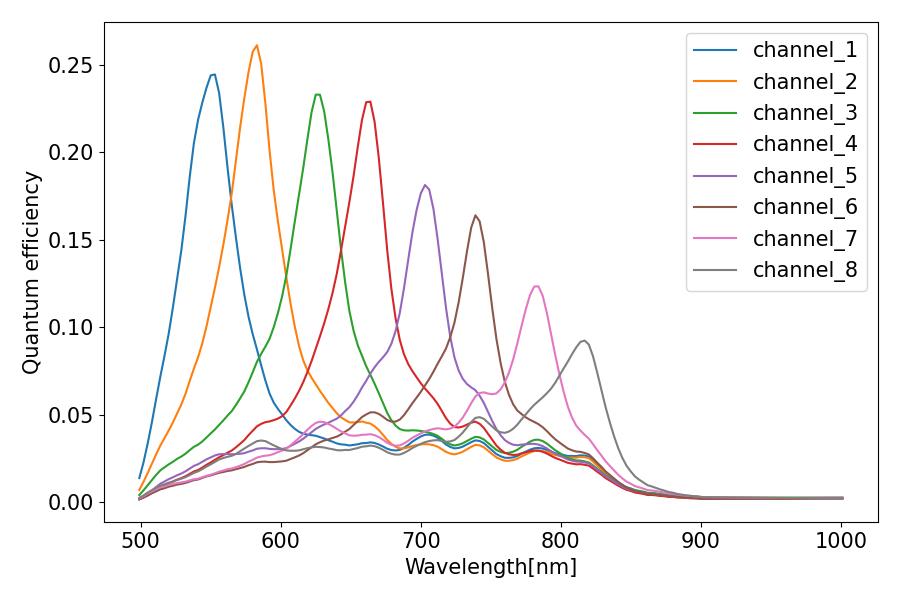 0.25
0.20
0.15
0.10
0.05
0.00
Quantum efficiency
500
600
700
800
900
1000
Wavelength[nm]
channel_1
channel_2
channel_3
channel_4
channel_5
channel_6
channel_7
channel_8